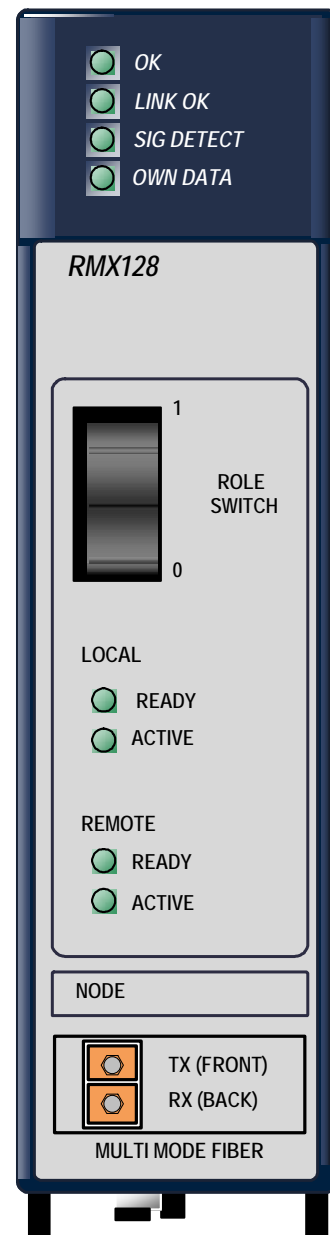 OK
LINK OK
SIG DETECT
OWN DATA
RMX128
1
ROLE
SWITCH
0
LOCAL
READY
ACTIVE
REMOTE
READY
ACTIVE
NODE
TX (FRONT)
RX (BACK)
MULTI MODE FIBER